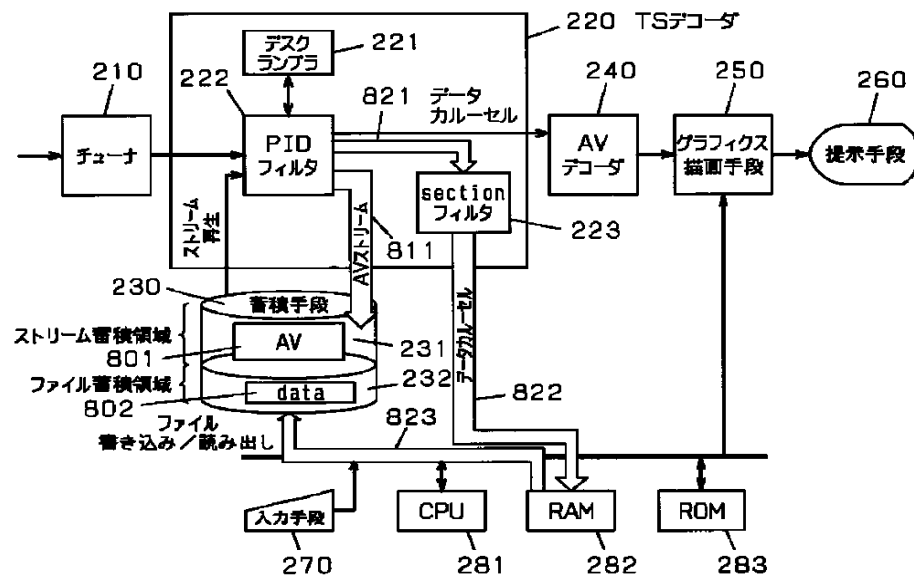 220 TSデコーダ
デスク
ランプラ
221
210
222
821
データ
カルーセル
240
250
260
チューナ
PID
フィルタ
AV
デコーダ
グラフィックス
描画手段
提示手段
section
フィルタ
223
ストリーム
再生
AVストリーム
811
230
蓄積手段
ストリーム蓄積領域
801
AV
231
データカルーセル
ファイル蓄積領域
802
data
232
822
ファイル
書き込み/読み出し
823
入力手段
CPU
RAM
ROM
270
281
282
283